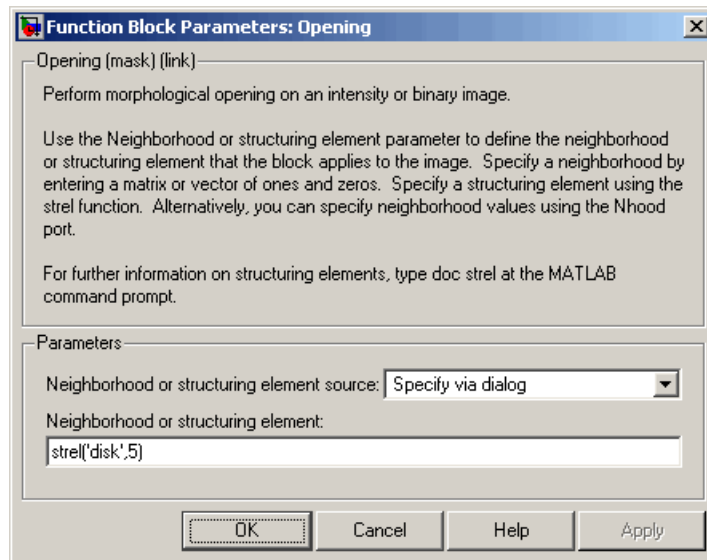 Function Block Parameters: Opening
Opening (mask) (link)
Perform morphological opening on an intensity or binary image.
Use the Neighborhood or structuring element parameter to define the neighborhood
or structuring element that the block applies to the image. Specify a neighborhood by
entering a matrix or vector of ones and zeros. Specify a structuring element using the
strel function. Alternatively, you can specify neighborhood values using the Nhood
port.
For further information on structuring elements, type doc strel at the MATLAB
command prompt.
Parameters
Neighborhood or structuring element source: Specify via dialog
Neighborhood or structuring element:
strel('disk',5)
OK Cancel Help Apply